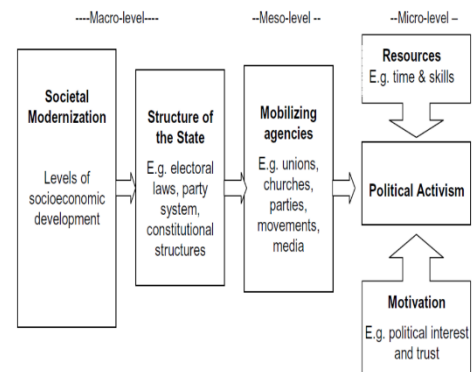 ----Macro-level----
--Meso-level --
--Micro-level –
Societal
Modernization
Levels of
socioeconomic
development
Structure of
the State
E.g. electoral
laws, party
system,
constitutional
structures
Mobilizing
agencies
E.g. unions,
churches,
parties,
movements,
media
Resources
E.g. time & skills
Political Activism
Motivation
E.g. political interest
and trust